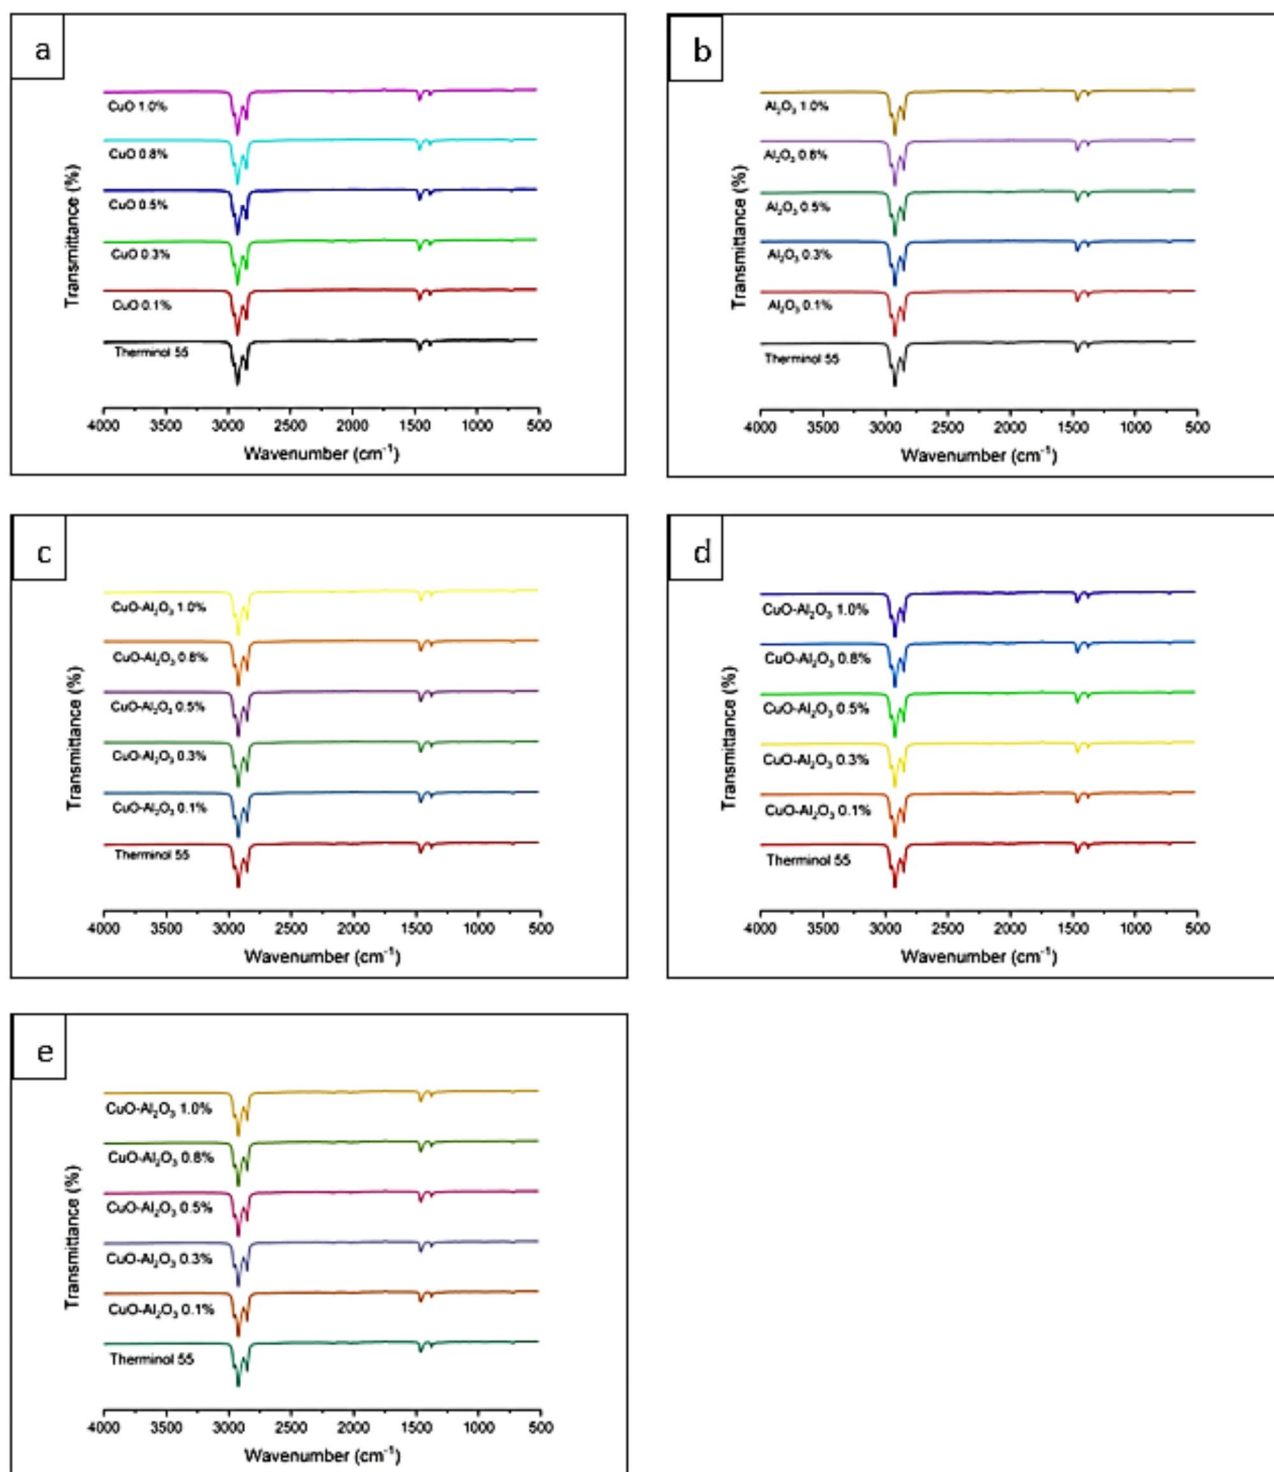 a
CuO 1.0%
CuO 0.8%
CuO 0.5%
CuO 0.3%
CuO 0.1%
Therminol 55
Transmittance (%)
4000 3500 3000 2500 2000 1500 1000 500
Wavenumber (cm⁻¹)
b
Al₂O₃ 1.0%
Al₂O₃ 0.8%
Al₂O₃ 0.5%
Al₂O₃ 0.3%
Al₂O₃ 0.1%
Therminol 55
Transmittance (%)
4000 3500 3000 2500 2000 1500 1000 500
Wavenumber (cm⁻¹)
c
CuO-Al₂O₃ 1.0%
CuO-Al₂O₃ 0.8%
CuO-Al₂O₃ 0.5%
CuO-Al₂O₃ 0.3%
CuO-Al₂O₃ 0.1%
Therminol 55
Transmittance (%)
4000 3500 3000 2500 2000 1500 1000 500
Wavenumber (cm⁻¹)
d
CuO-Al₂O₃ 1.0%
CuO-Al₂O₃ 0.8%
CuO-Al₂O₃ 0.5%
CuO-Al₂O₃ 0.3%
CuO-Al₂O₃ 0.1%
Therminol 55
Transmittance (%)
4000 3500 3000 2500 2000 1500 1000 500
Wavenumber (cm⁻¹)
e
CuO-Al₂O₃ 1.0%
CuO-Al₂O₃ 0.8%
CuO-Al₂O₃ 0.5%
CuO-Al₂O₃ 0.3%
CuO-Al₂O₃ 0.1%
Therminol 55
Transmittance (%)
4000 3500 3000 2500 2000 1500 1000 500
Wavenumber (cm⁻¹)